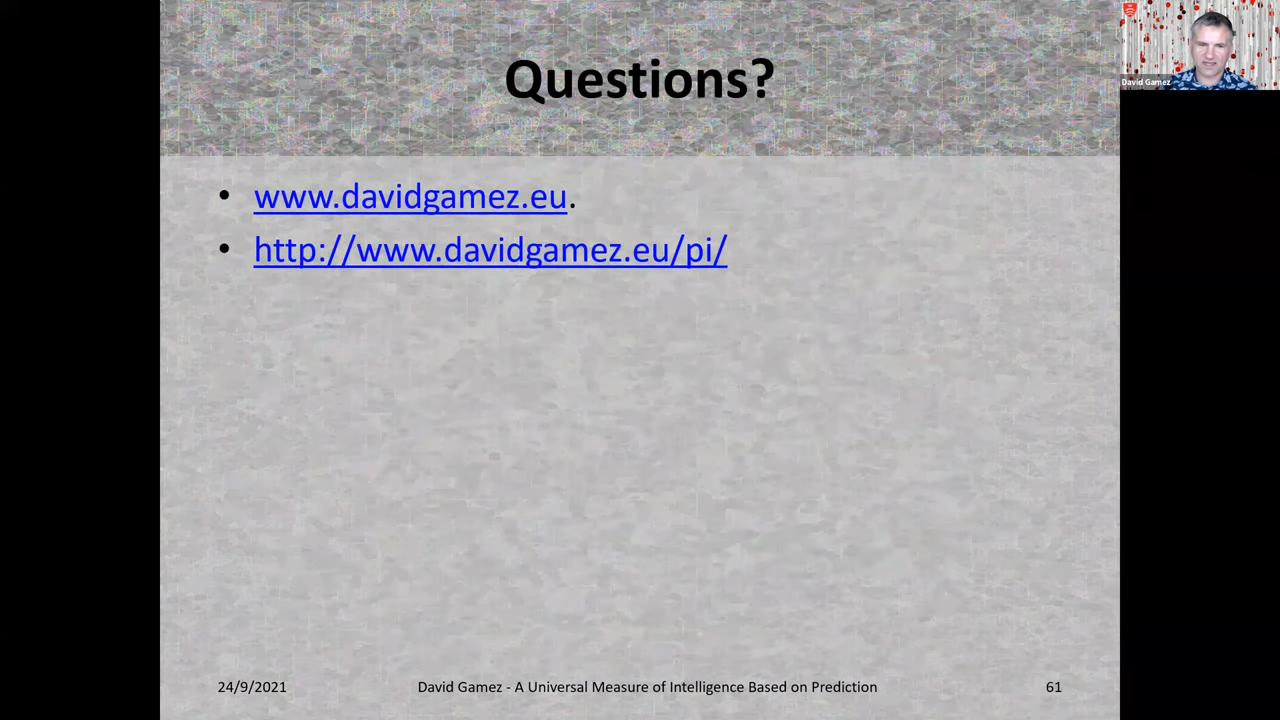 Questions?
David Gamez
• www.davidgamez.eu.
• http://www.davidgamez.eu/pi/
24/9/2021 David Gamez - A Universal Measure of Intelligence Based on Prediction 61